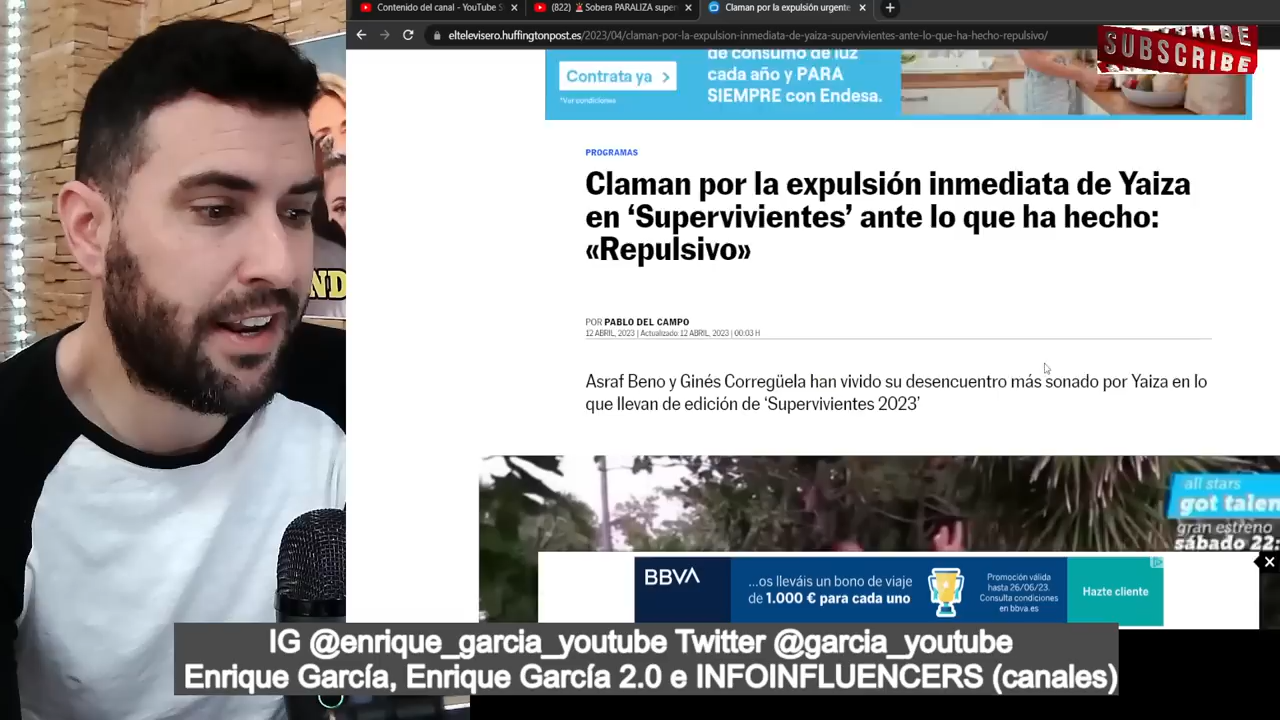 Contenido del canal - YouTube S
(822) 🚨Sobera PARALIZA super
Claman por la expulsión urgente
eltelevisero.huffingtonpost.es/2023/04/claman-por-la-expulsion-inmediata-de-yaiza-supervivientes-ante-lo-que-ha-hecho-repulsivo/
SUBSCRIBE
SUBSCRIBE
de consumo de luz
Contrata ya >
cada año y PARA
SIEMPRE con Endesa.
*Ver condiciones
PROGRAMAS
Claman por la expulsión inmediata de Yaiza
en ‘Supervivientes’ ante lo que ha hecho:
«Repulsivo»
POR PABLO DEL CAMPO
12 ABRIL, 2023 | Actualizado 12 ABRIL, 2023 | 00:03 H
Asraf Beno y Ginés Corregüela han vivido su desencuentro más sonado por Yaiza en lo
que llevan de edición de ‘Supervivientes 2023’
ND
all stars
got talen
gran estreno
sábado 22:
BBVA
...os lleváis un bono de viaje
de 1.000 € para cada uno
Promoción válida
hasta 26/06/23.
Consulta condiciones
en bbva.es
Hazte cliente
IG @enrique_garcia_youtube Twitter @garcia_youtube
Enrique García, Enrique García 2.0 e INFOINFLUENCERS (canales)